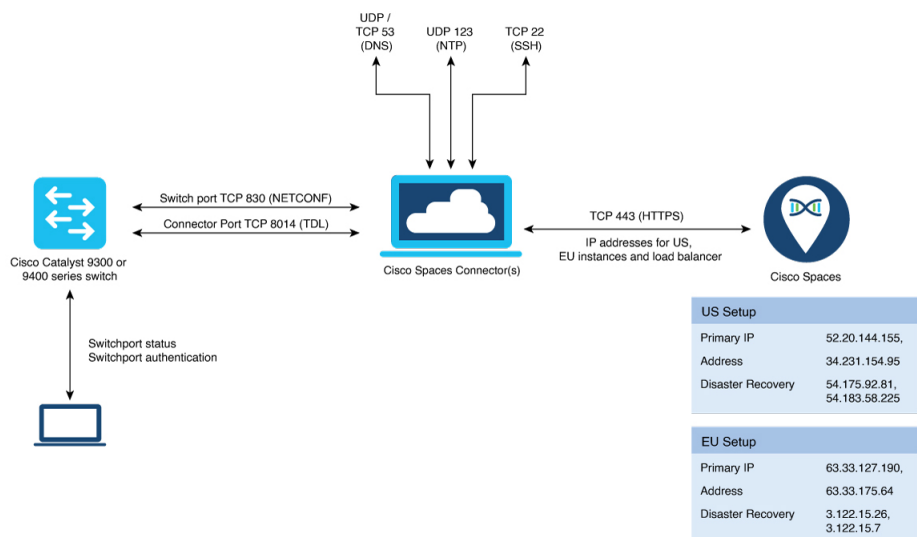 UDP /
TCP 53
(DNS)
UDP 123
(NTP)
TCP 22
(SSH)
Switch port TCP 830 (NETCONF)
Connector Port TCP 8014 (TDL)
Cisco Catalyst 9300 or
9400 series switch
Cisco Spaces Connector(s)
TCP 443 (HTTPS)
IP addresses for US,
EU instances and load balancer
Cisco Spaces
Switchport status
Switchport authentication
US Setup
Primary IP 52.20.144.155,
Address 34.231.154.95
Disaster Recovery 54.175.92.81,
54.183.58.225
EU Setup
Primary IP 63.33.127.190,
Address 63.33.175.64
Disaster Recovery 3.122.15.26,
3.122.15.7